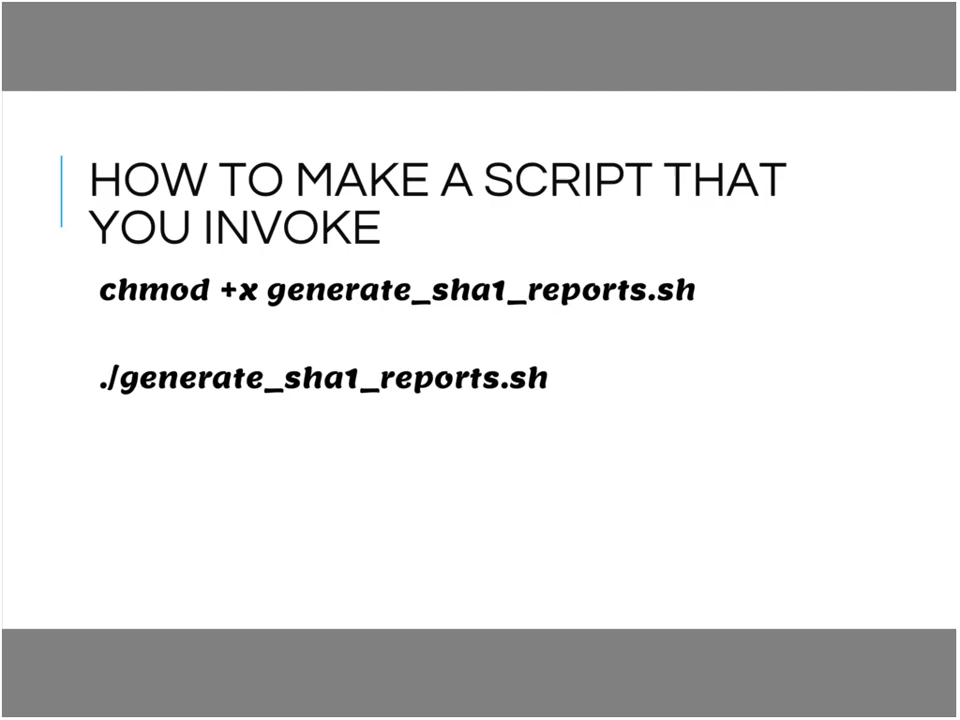 HOW TO MAKE A SCRIPT THAT
YOU INVOKE
chmod +x generate_sha1_reports.sh
./generate_sha1_reports.sh